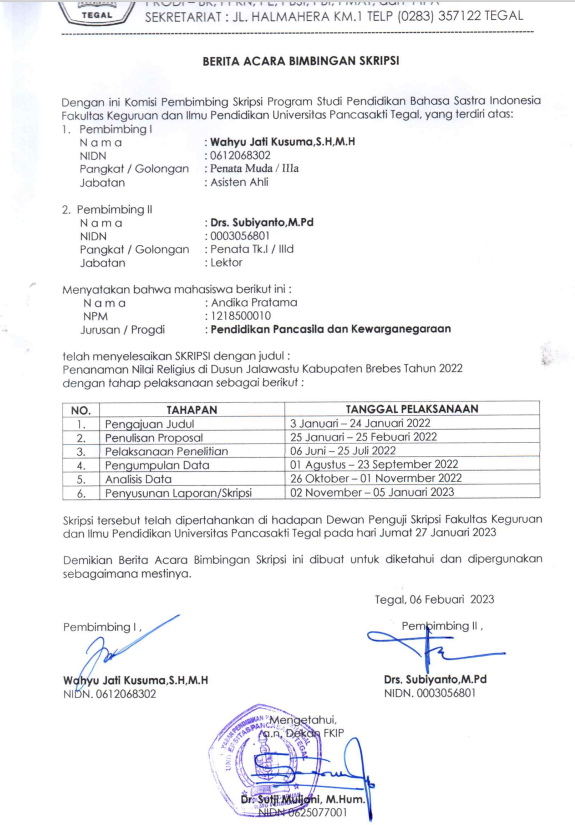 TEGAL
SEKRETARIAT : JL. HALMAHERA KM.1 TELP (0283) 357122 TEGAL
BERITA ACARA BIMBINGAN SKRIPSI
Dengan ini Komisi Pembimbing Skripsi Program Studi Pendidikan Bahasa Sastra Indonesia
Fakultas Keguruan dan Ilmu Pendidikan Universitas Pancasakti Tegal, yang terdiri atas:
1. Pembimbing I
N a m a : Wahyu Jati Kusuma,S.H,M.H
NIDN : 0612068302
Pangkat / Golongan : Penata Muda / IIIa
Jabatan : Asisten Ahli
2. Pembimbing II
N a m a : Drs. Subiyanto,M.Pd
NIDN : 0003056801
Pangkat / Golongan : Penata Tk.I / IIId
Jabatan : Lektor
Menyatakan bahwa mahasiswa berikut ini :
N a m a : Andika Pratama
NPM : 1218500010
Jurusan / Progdi : Pendidikan Pancasila dan Kewarganegaraan
telah menyelesaikan SKRIPSI dengan judul :
Penanaman Nilai Religius di Dusun Jalawastu Kabupaten Brebes Tahun 2022
dengan tahap pelaksanaan sebagai berikut :
NO. TAHAPAN TANGGAL PELAKSANAAN
1. Pengajuan Judul 3 Januari – 24 Januari 2022
2. Penulisan Proposal 25 Januari – 25 Febuari 2022
3. Pelaksanaan Penelitian 06 Juni – 25 Juli 2022
4. Pengumpulan Data 01 Agustus – 23 September 2022
5. Analisis Data 26 Oktober – 01 Novermber 2022
6. Penyusunan Laporan/Skripsi 02 November – 05 Januari 2023
Skripsi tersebut telah dipertahankan di hadapan Dewan Penguji Skripsi Fakultas Keguruan
dan Ilmu Pendidikan Universitas Pancasakti Tegal pada hari Jumat 27 Januari 2023
Demikian Berita Acara Bimbingan Skripsi ini dibuat untuk diketahui dan dipergunakan
sebagaimana mestinya.
Tegal, 06 Febuari 2023
Pembimbing I , Pembimbing II ,
Wahyu Jati Kusuma,S.H,M.H Drs. Subiyanto,M.Pd
NIDN. 0612068302 NIDN. 0003056801
Mengetahui,
a.n, Dekan FKIP
Dr. Sutji Muljani, M.Hum.
NIDN 0625077001